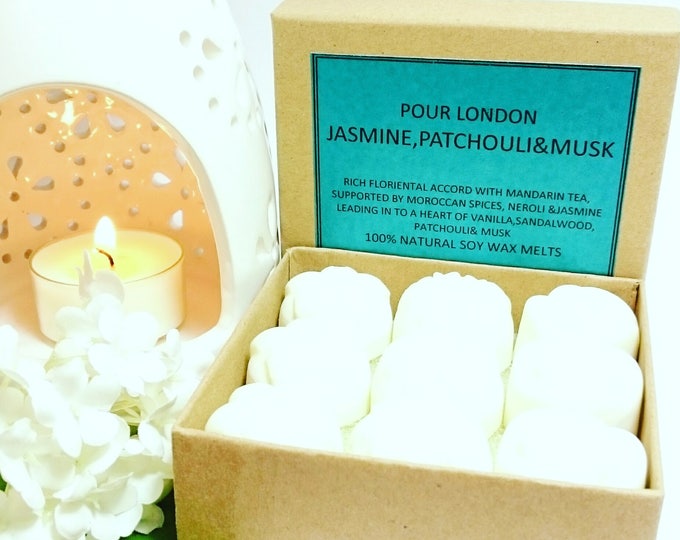 POUR LONDON
JASMINE,PATCHOULI&MUSK
RICH FLORIENTAL ACCORD WITH MANDARIN TEA,
SUPPORTED BY MOROCCAN SPICES, NEROLI &JASMINE
LEADING IN TO A HEART OF VANILLA,SANDALWOOD,
PATCHOULI& MUSK
100% NATURAL SOY WAX MELTS